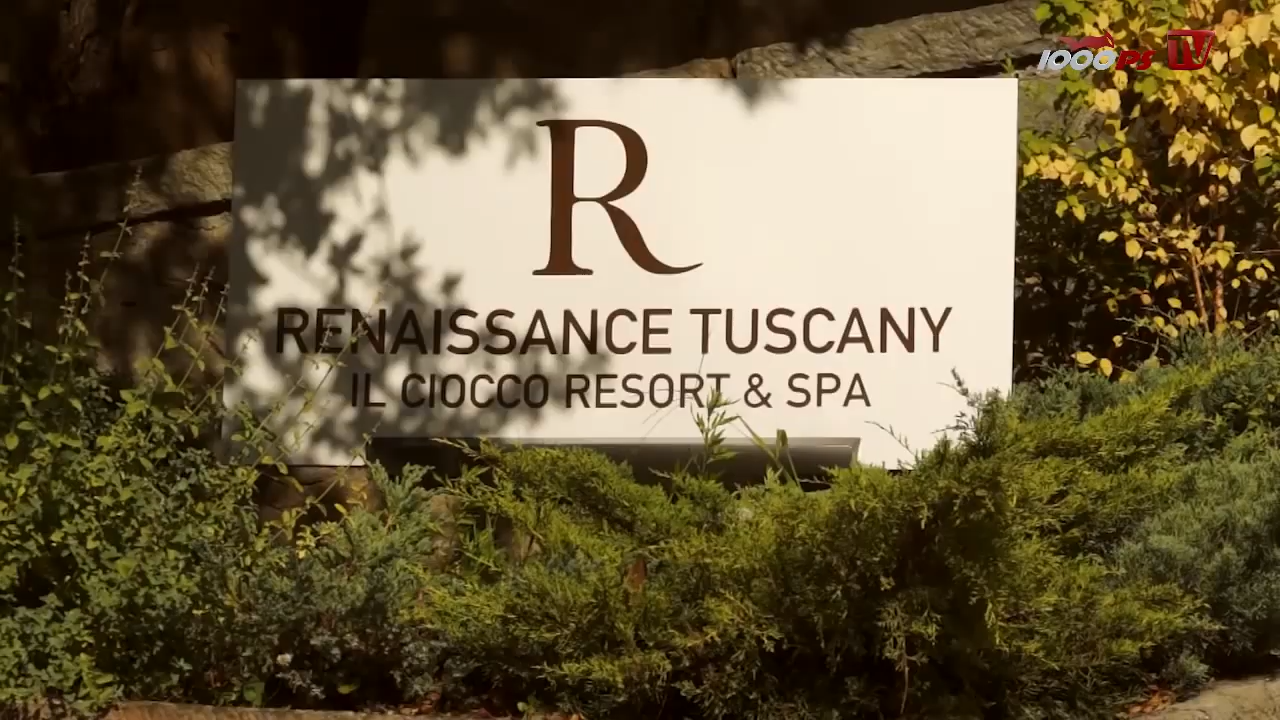 1000PS TV
R
RENAISSANCE TUSCANY
IL CIOCCO RESORT & SPA